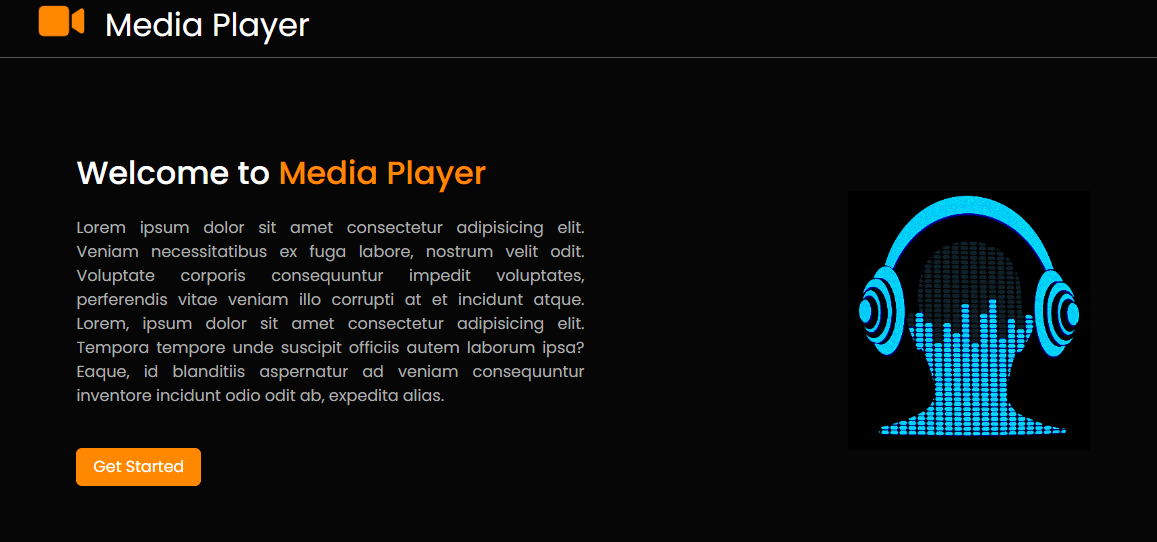 Media Player
Welcome to Media Player
Lorem ipsum dolor sit amet consectetur adipisicing elit.
Veniam necessitatibus ex fuga labore, nostrum velit odit.
Voluptate corporis consequuntur impedit voluptates,
perferendis vitae veniam illo corrupti at et incidunt atque.
Lorem, ipsum dolor sit amet consectetur adipisicing elit.
Tempora tempore unde suscipit officiis autem laborum ipsa?
Eaque, id blanditiis aspernatur ad veniam consequuntur
inventore incidunt odio odit ab, expedita alias.
Get Started